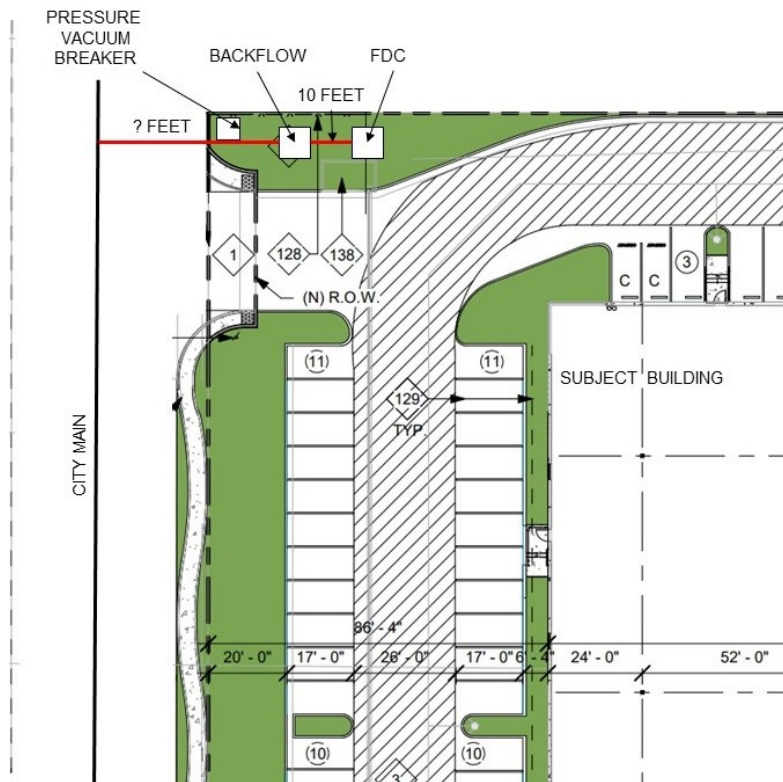 PRESSURE
VACUUM
BREAKER
BACKFLOW
FDC
10 FEET
? FEET
1
128
138
(N) R.O.W.
C
C
3
(11)
(11)
129
TYP.
SUBJECT BUILDING
CITY MAIN
86' - 4"
20' - 0"
17' - 0"
26' - 0"
17' - 0"
6' - 4"
24' - 0"
52' - 0"
(10)
(10)
3